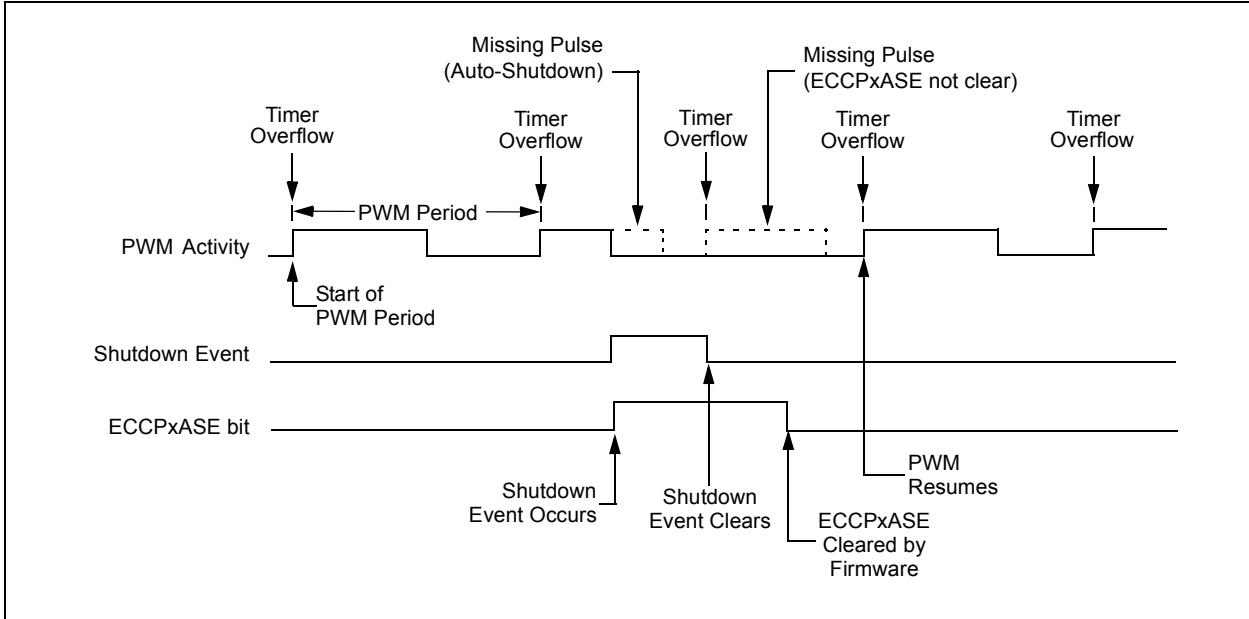 Missing Pulse
(Auto-Shutdown)
Missing Pulse
(ECCPxASE not clear)
Timer
Overflow
Timer
Overflow
Timer
Overflow
Timer
Overflow
Timer
Overflow
PWM Period
PWM Activity
Start of
PWM Period
Shutdown Event
ECCPxASE bit
Shutdown
Event Occurs
Shutdown
Event Clears
ECCPxASE
Cleared by
Firmware
PWM
Resumes